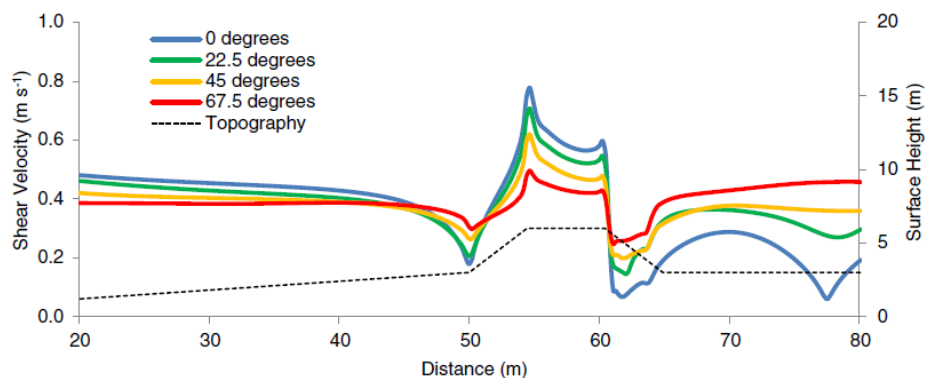 Shear Velocity (m s⁻¹)
1.0
0.8
0.6
0.4
0.2
0.0
0 degrees
22.5 degrees
45 degrees
67.5 degrees
Topography
20
15
10
5
0
Surface Height (m)
20 30 40 50 60 70 80
Distance (m)